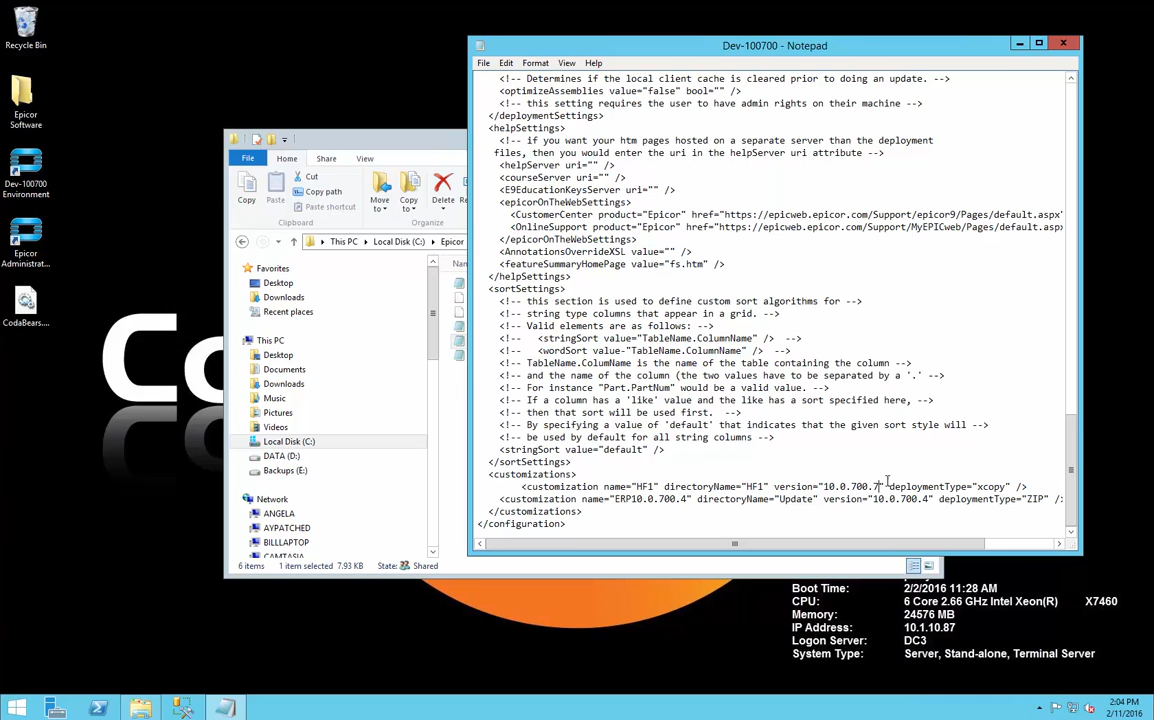 Recycle Bin
Epicor
Software
Dev-100700
Environment
Epicor
Administrat...
CodaBears....
Co
File
Home
Share
View
Copy
Paste
Cut
Copy path
Paste shortcut
Clipboard
Move
to
Copy
to
Delete
Organize
This PC
Local Disk (C:)
Epicor
Favorites
Desktop
Downloads
Recent places
This PC
Desktop
Documents
Downloads
Music
Pictures
Videos
Local Disk (C:)
DATA (D:)
Backups (E:)
Network
ANGELA
AYPATCHED
BILLLAPTOP
CAMTASIA
6 items 1 item selected 7.93 KB State: Shared
Dev-100700 - Notepad
File Edit Format View Help
<!-- Determines if the local client cache is cleared prior to doing an update. -->
<optimizeAssemblies value="false" bool="" />
<!-- this setting requires the user to have admin rights on their machine -->
</deploymentSettings>
<helpSettings>
<!-- if you want your htm pages hosted on a separate server than the deployment
files, then you would enter the uri in the helpServer uri attribute -->
<helpServer uri="" />
<courseServer uri="" />
<E9EducationKeysServer uri="" />
<epicorOnTheWebSettings>
<CustomerCenter product="Epicor" href="https://epicweb.epicor.com/Support/epicor9/Pages/default.aspx"
<OnlineSupport product="Epicor" href="https://epicweb.epicor.com/Support/MyEPICweb/Pages/default.aspx
</epicorOnTheWebSettings>
<AnnotationsOverrideXSL value="" />
<featureSummaryHomePage value="fs.htm" />
</helpSettings>
<sortSettings>
<!-- this section is used to define custom sort algorithms for -->
<!-- string type columns that appear in a grid. -->
<!-- Valid elements are as follows: -->
<!-- <stringSort value="TableName.ColumnName" /> -->
<!-- <wordSort value-"TableName.ColumnName" /> -->
<!-- TableName.ColumName is the name of the table containing the column -->
<!-- and the name of the column (the two values have to be separated by a '.' -->
<!-- For instance "Part.PartNum" would be a valid value. -->
<!-- If a column has a 'like' value and the like has a sort specified here, -->
<!-- then that sort will be used first. -->
<!-- By specifying a value of 'default' that indicates that the given sort style will -->
<!-- be used by default for all string columns -->
<stringSort value="default" />
</sortSettings>
<customizations>
<customization name="HF1" directoryName="HF1" version="10.0.700.7" deploymentType="xcopy" />
<customization name="ERP10.0.700.4" directoryName="Update" version="10.0.700.4" deploymentType="ZIP" />
</customizations>
</configuration>
Boot Time: 2/2/2016 11:28 AM
CPU: 6 Core 2.66 GHz Intel Xeon(R) X7460
Memory: 24576 MB
IP Address: 10.1.10.87
Logon Server: DC3
System Type: Server, Stand-alone, Terminal Server
2:04 PM
2/11/2016